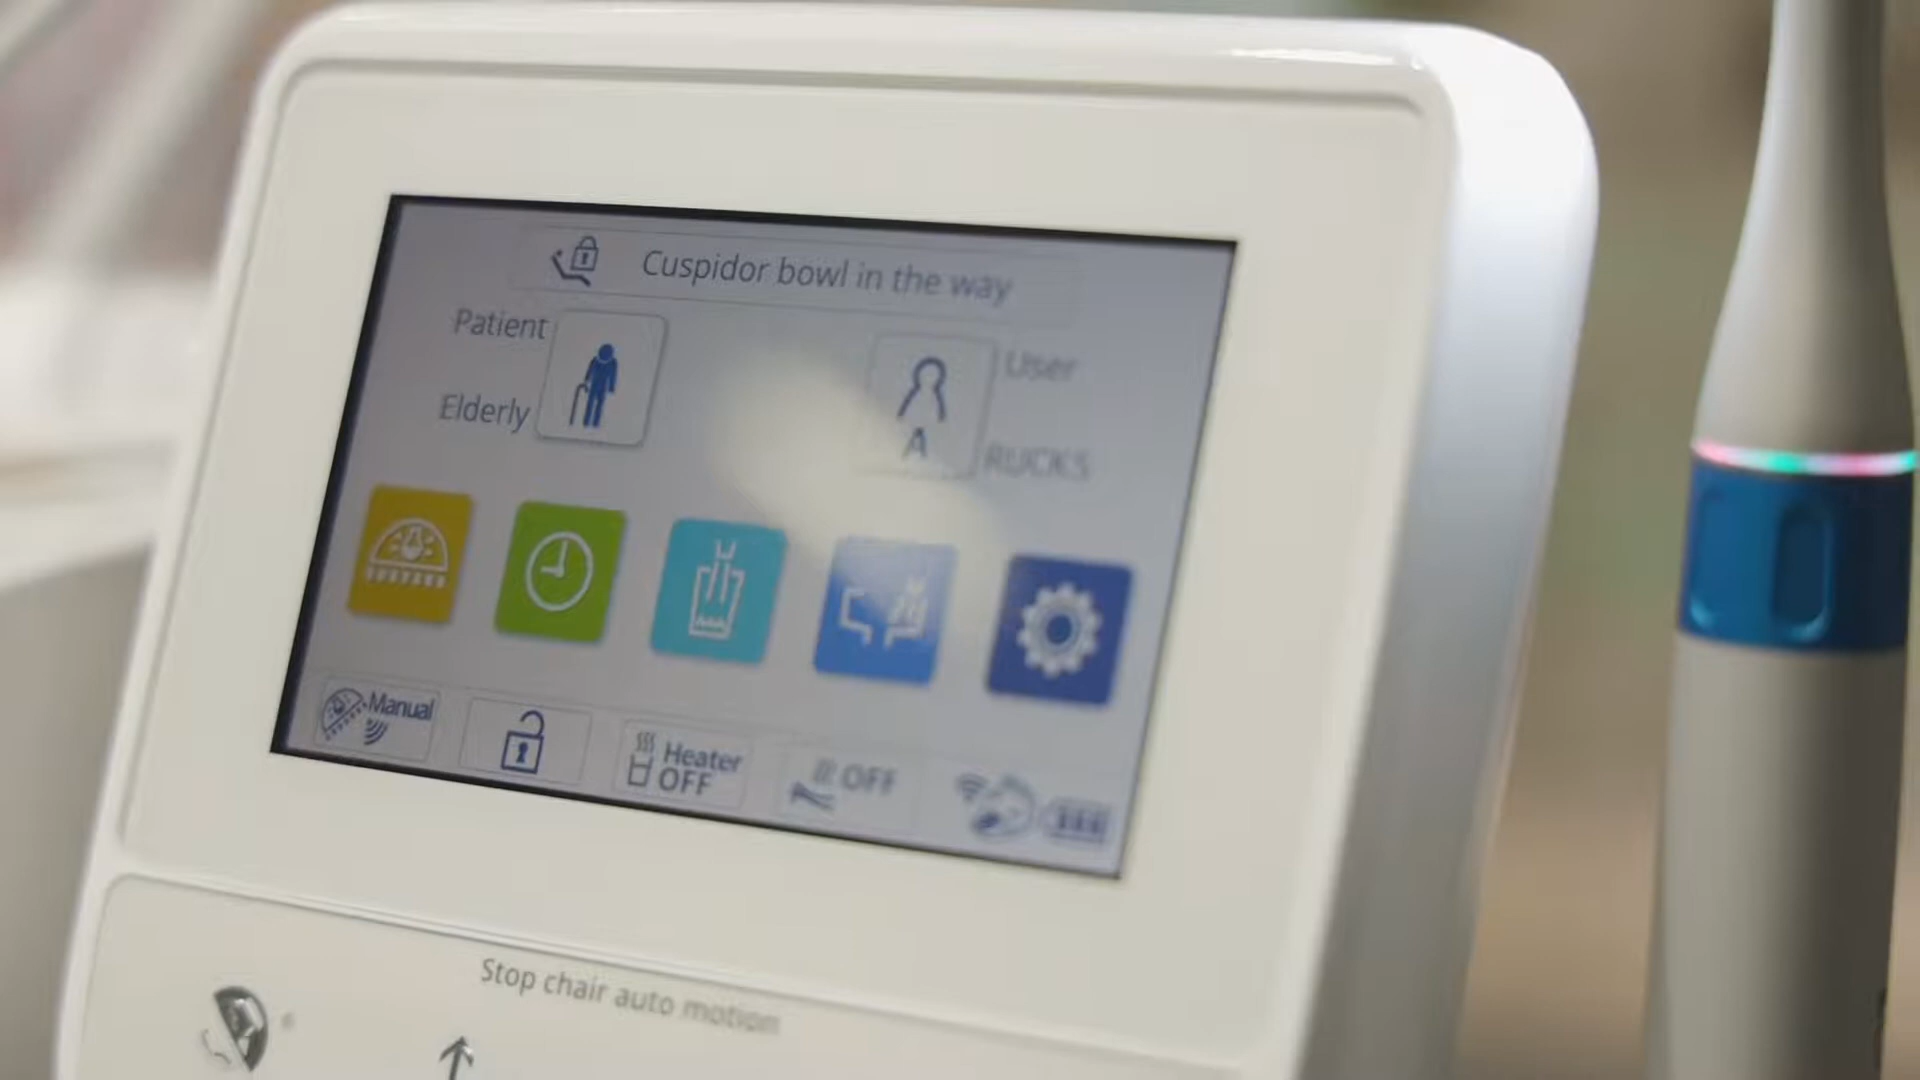 Cuspidor bowl in the way
Patient
Elderly
User
A
RUCKS
Manual
Heater
OFF
OFF
Stop chair auto motion